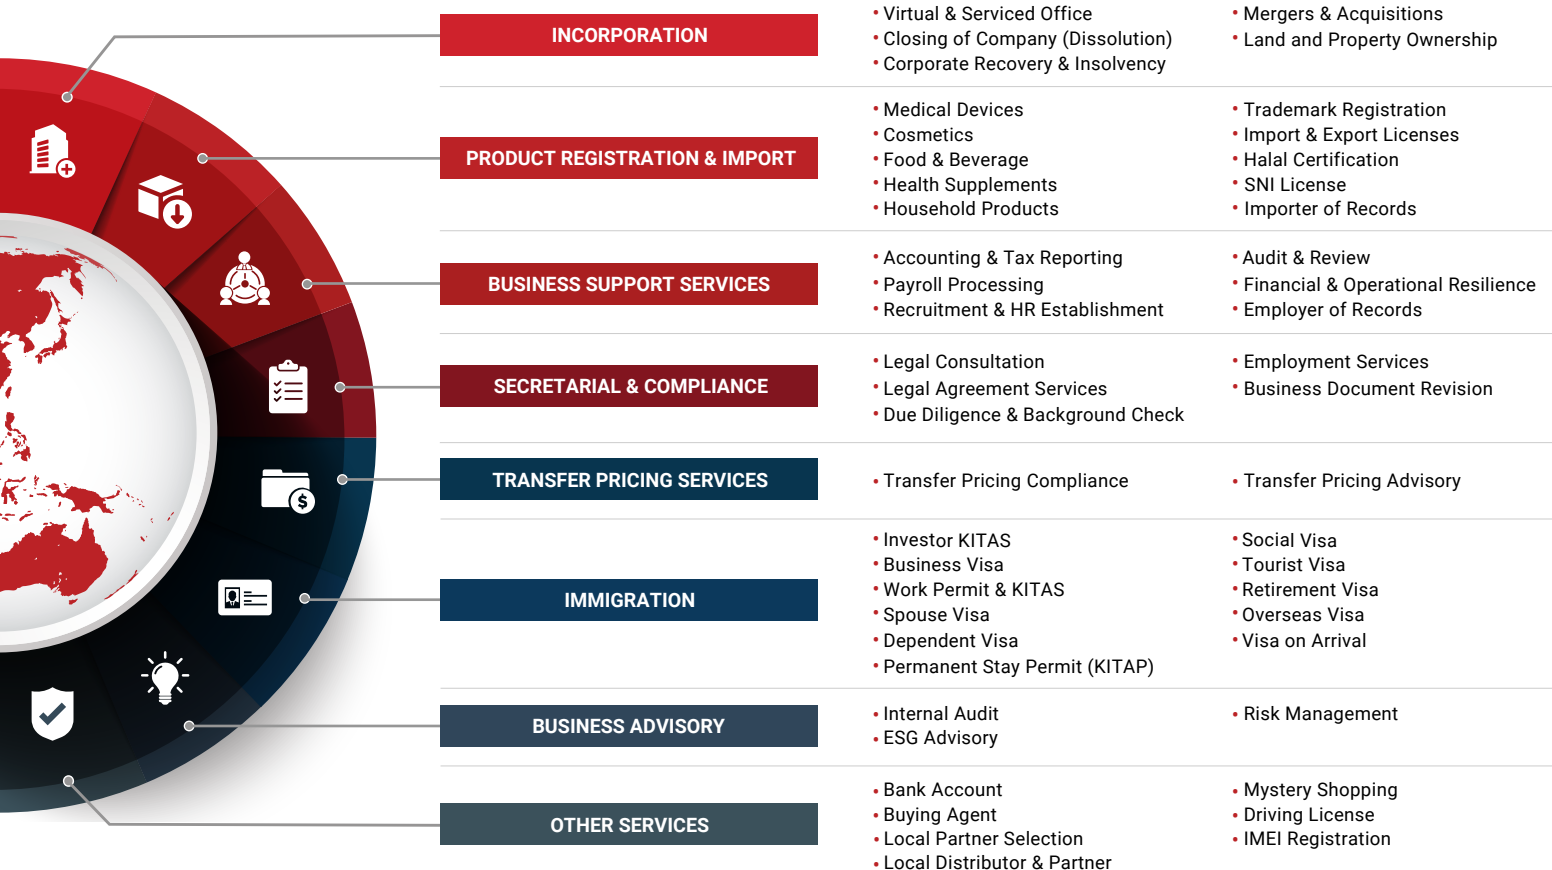 INCORPORATION
• Virtual & Serviced Office
• Closing of Company (Dissolution)
• Corporate Recovery & Insolvency
• Mergers & Acquisitions
• Land and Property Ownership
PRODUCT REGISTRATION & IMPORT
• Medical Devices
• Cosmetics
• Food & Beverage
• Health Supplements
• Household Products
• Trademark Registration
• Import & Export Licenses
• Halal Certification
• SNI License
• Importer of Records
BUSINESS SUPPORT SERVICES
• Accounting & Tax Reporting
• Payroll Processing
• Recruitment & HR Establishment
• Audit & Review
• Financial & Operational Resilience
• Employer of Records
SECRETARIAL & COMPLIANCE
• Legal Consultation
• Legal Agreement Services
• Due Diligence & Background Check
• Employment Services
• Business Document Revision
TRANSFER PRICING SERVICES
• Transfer Pricing Compliance
• Transfer Pricing Advisory
IMMIGRATION
• Investor KITAS
• Business Visa
• Work Permit & KITAS
• Spouse Visa
• Dependent Visa
• Permanent Stay Permit (KITAP)
• Social Visa
• Tourist Visa
• Retirement Visa
• Overseas Visa
• Visa on Arrival
BUSINESS ADVISORY
• Internal Audit
• ESG Advisory
• Risk Management
OTHER SERVICES
• Bank Account
• Buying Agent
• Local Partner Selection
• Local Distributor & Partner
• Mystery Shopping
• Driving License
• IMEI Registration
$